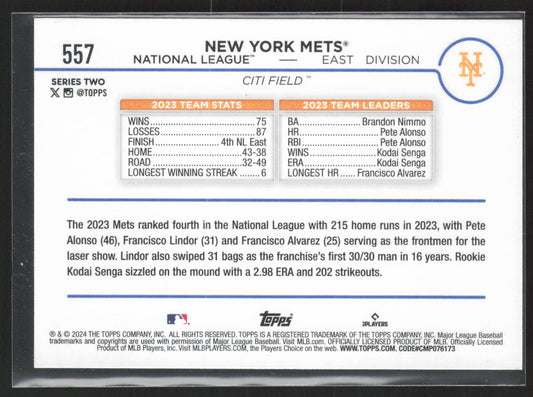 557
NEW YORK METS®
NATIONAL LEAGUE™ — EAST DIVISION
NY
SERIES TWO
@TOPPS
CITI FIELD™
2023 TEAM STATS
WINS 75
LOSSES 87
FINISH 4th NL East
HOME 43-38
ROAD 32-49
LONGEST WINNING STREAK 6
2023 TEAM LEADERS
BA Brandon Nimmo
HR Pete Alonso
RBI Pete Alonso
WINS Kodai Senga
ERA Kodai Senga
LONGEST HR Francisco Alvarez
The 2023 Mets ranked fourth in the National League with 215 home runs in 2023, with Pete
Alonso (46), Francisco Lindor (31) and Francisco Alvarez (25) serving as the frontmen for the
laser show. Lindor also swiped 31 bags as the franchise's first 30/30 man in 16 years. Rookie
Kodai Senga sizzled on the mound with a 2.98 ERA and 202 strikeouts.
Topps
PLAYERS
® & © 2024 THE TOPPS COMPANY, INC. ALL RIGHTS RESERVED. TOPPS IS A REGISTERED TRADEMARK OF THE TOPPS COMPANY, INC. Major League Baseball
trademarks and copyrights are used with permission of Major League Baseball. Visit MLB.com. OFFICIALLY LICENSED PRODUCT OF MLB. Officially Licensed
Product of MLB Players, Inc. Visit MLBPLAYERS.com, the Players Choice on the web. WWW.TOPPS.COM. CODE#CMP076173